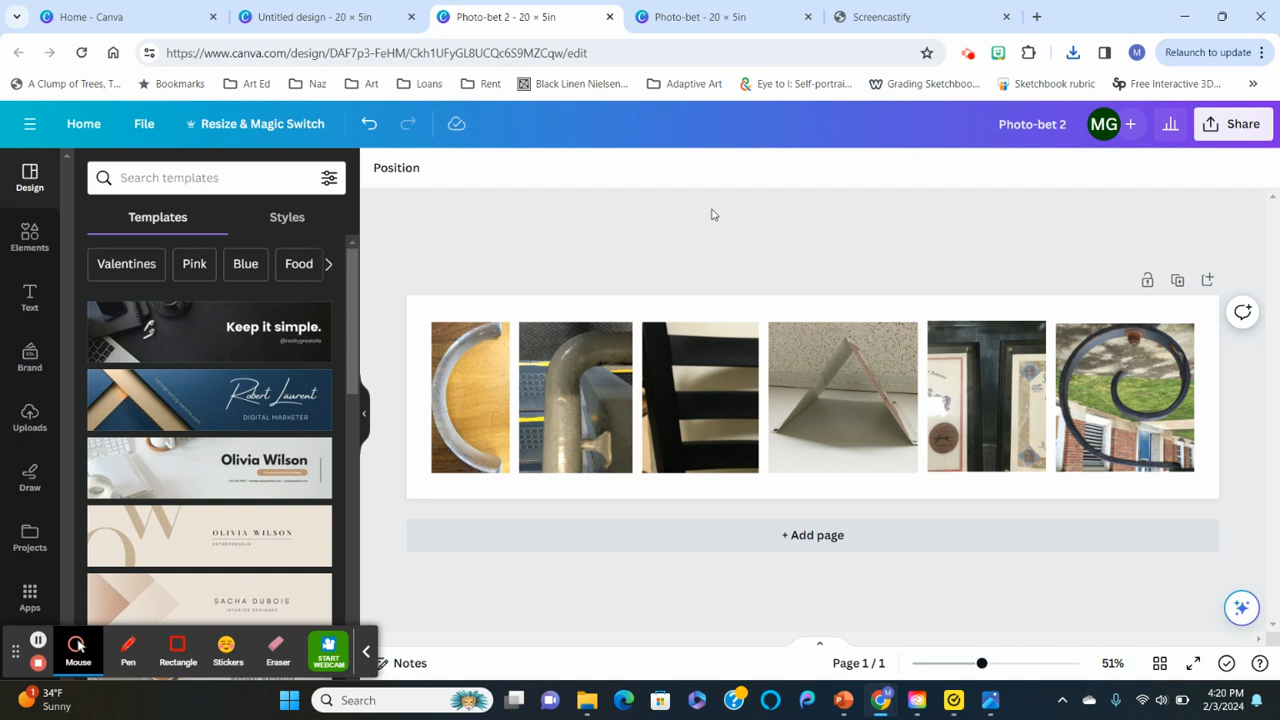 Home - Canva
Untitled design - 20 × 5in
Photo-bet 2 - 20 × 5in
Photo-bet - 20 × 5in
Screencastify
https://www.canva.com/design/DAF7p3-FeHM/Ckh1UFyGL8UCQc6S9MZCqw/edit
M
Relaunch to update
A Clump of Trees, T...
Bookmarks
Art Ed
Naz
Art
Loans
Rent
Black Linen Nielsen...
Adaptive Art
Eye to I: Self-portrai...
Grading Sketchboo...
Sketchbook rubric
Free Interactive 3D...
Home
File
Resize & Magic Switch
Photo-bet 2
MG
Share
Design
Elements
Text
Brand
Uploads
Draw
Projects
Apps
Search templates
Templates
Styles
Valentines
Pink
Blue
Food
Keep it simple.
@reallygreatsite
Robert Laurent
DIGITAL MARKETER
Olivia Wilson
OW
OLIVIA WILSON
ENTREPRENEUR
SACHA DUBOIS
INTERIOR DESIGNER
Position
+ Add page
Mouse
Pen
Rectangle
Stickers
Eraser
START
WEBCAM
Notes
Page 1 / 1
51%
1
34°F
Sunny
Search
4:20 PM
2/3/2024